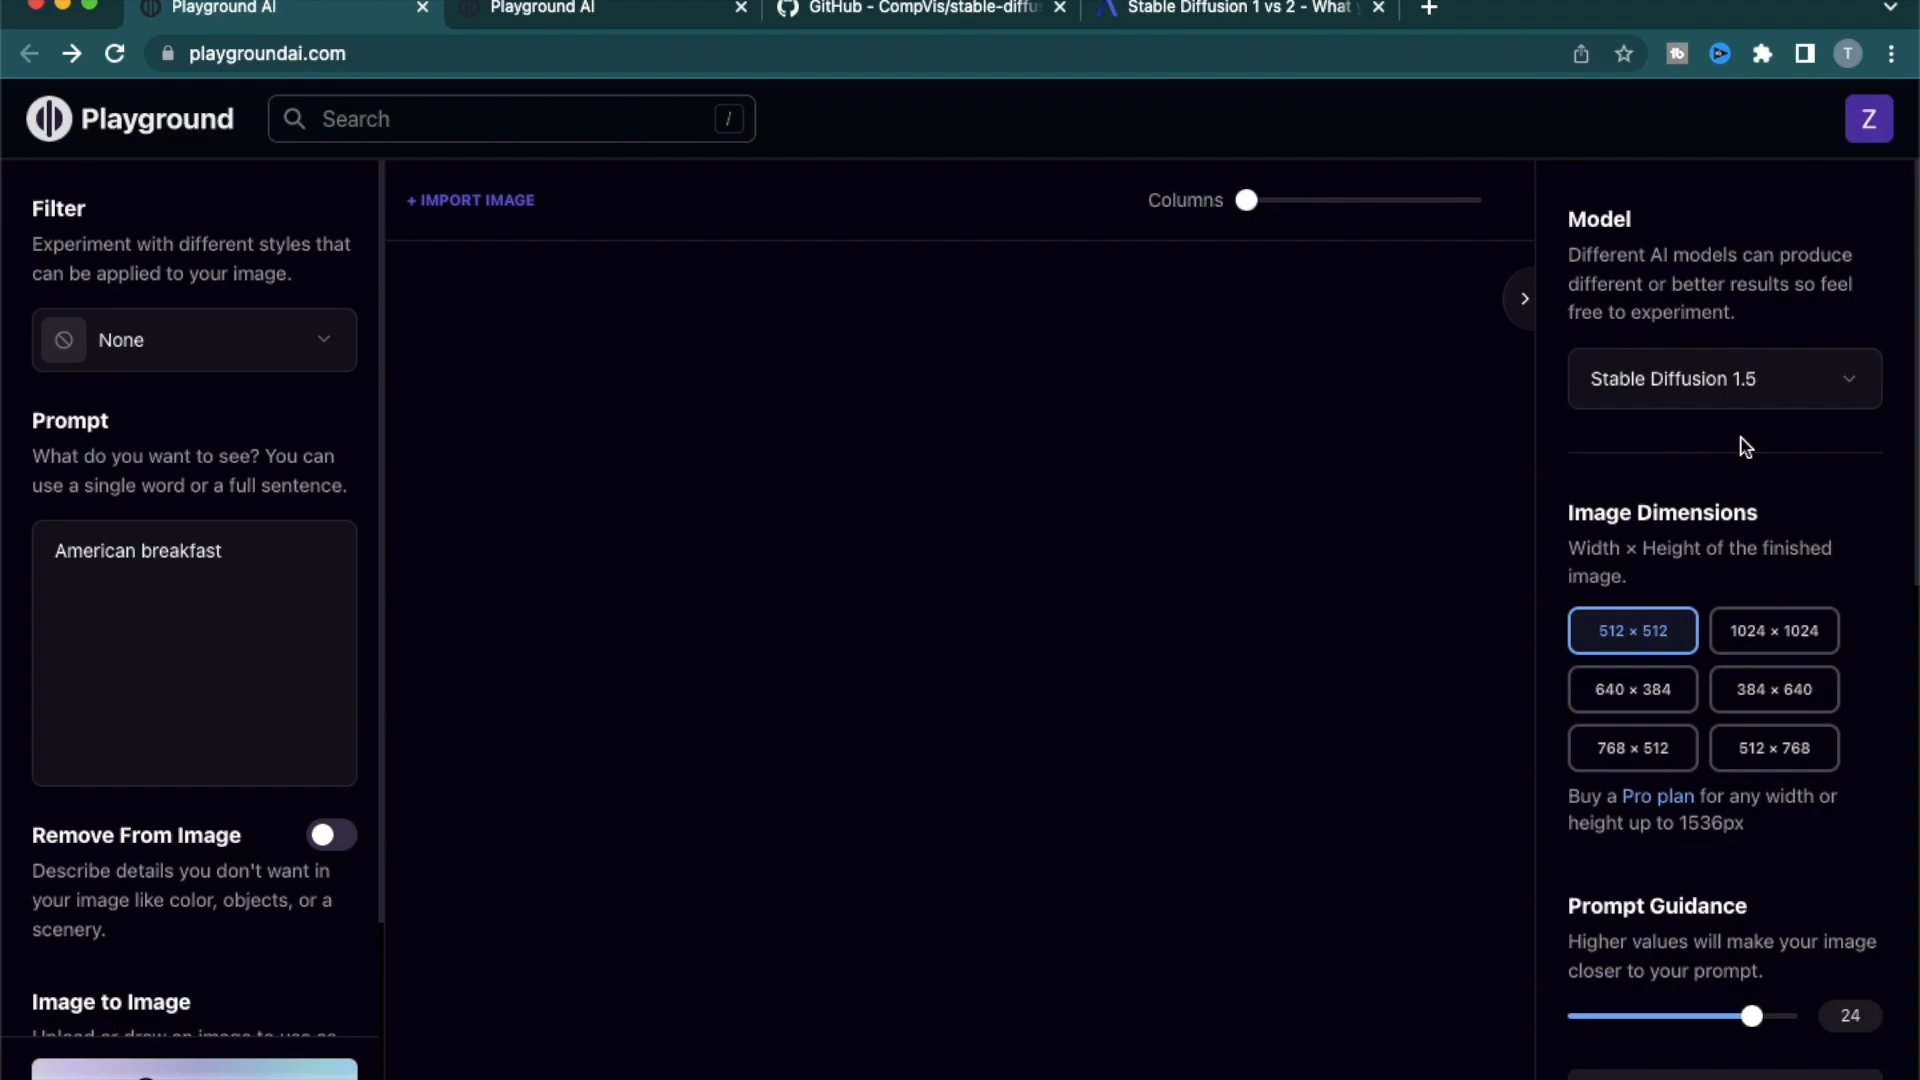 Playground AI
Playground AI
GitHub - CompVis/stable-diffu
Stable Diffusion 1 vs 2 - What
playgroundai.com
T
Playground
Search
/
Z
Filter
Experiment with different styles that
can be applied to your image.
None
Prompt
What do you want to see? You can
use a single word or a full sentence.
American breakfast
Remove From Image
Describe details you don't want in
your image like color, objects, or a
scenery.
Image to Image
+ IMPORT IMAGE
Columns
Model
Different AI models can produce
different or better results so feel
free to experiment.
Stable Diffusion 1.5
Image Dimensions
Width × Height of the finished
image.
512 × 512
1024 × 1024
640 × 384
384 × 640
768 × 512
512 × 768
Buy a Pro plan for any width or
height up to 1536px
Prompt Guidance
Higher values will make your image
closer to your prompt.
24